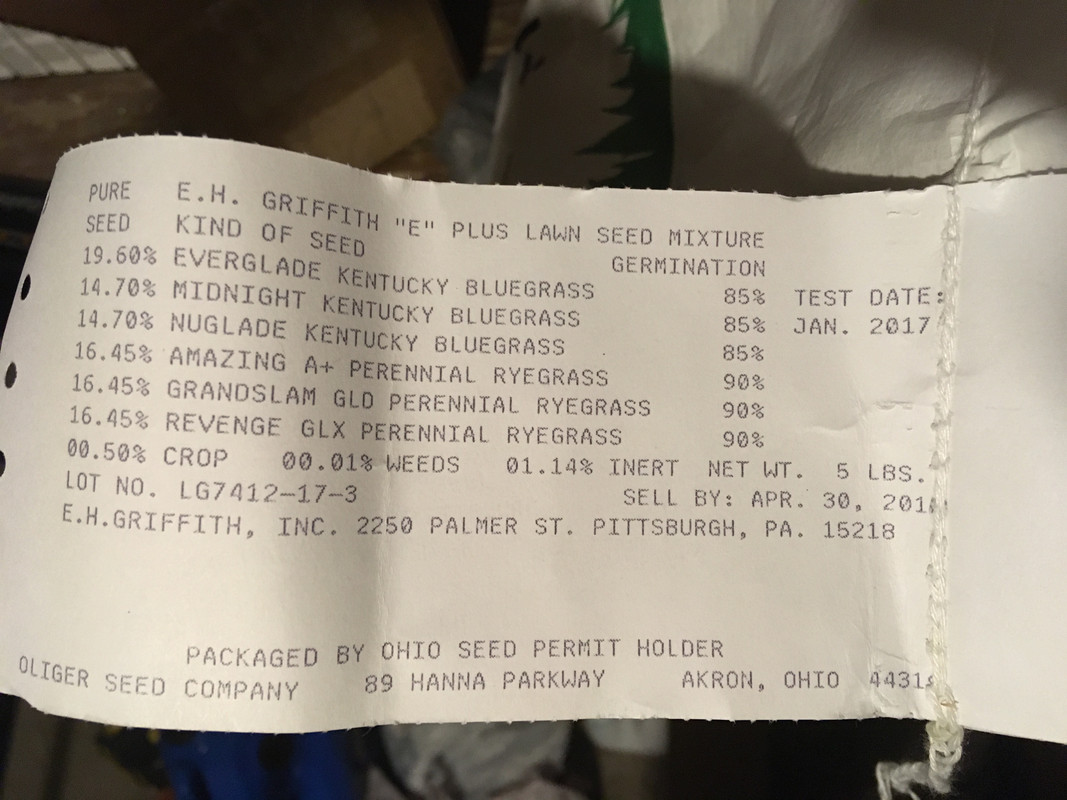 PURE E.H. GRIFFITH "E" PLUS LAWN SEED MIXTURE
SEED KIND OF SEED GERMINATION
19.60% EVERGLADE KENTUCKY BLUEGRASS 85% TEST DATE:
14.70% MIDNIGHT KENTUCKY BLUEGRASS 85% JAN. 2017
14.70% NUGLADE KENTUCKY BLUEGRASS 85%
16.45% AMAZING A+ PERENNIAL RYEGRASS 90%
16.45% GRANDSLAM GLD PERENNIAL RYEGRASS 90%
16.45% REVENGE GLX PERENNIAL RYEGRASS 90%
00.50% CROP 00.01% WEEDS 01.14% INERT NET WT. 5 LBS.
LOT NO. LG7412-17-3 SELL BY: APR. 30,
E.H.GRIFFITH, INC. 2250 PALMER ST. PITTSBURGH, PA. 15218
PACKAGED BY OHIO SEED PERMIT HOLDER
OLIGER SEED COMPANY 89 HANNA PARKWAY AKRON, OHIO